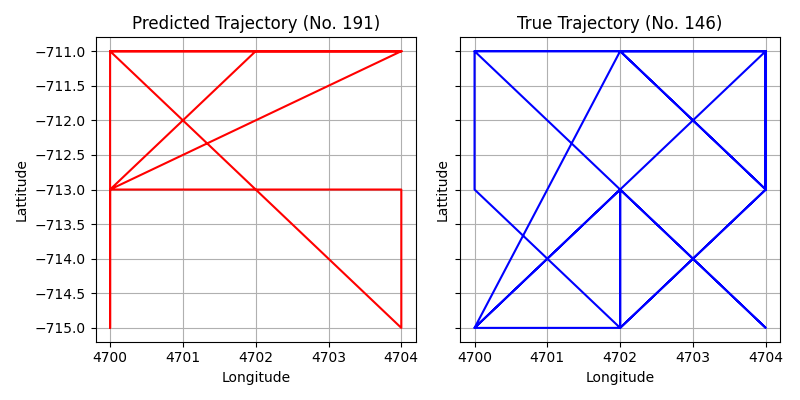 Predicted Trajectory (No. 191)
True Trajectory (No. 146)
−711.0
−711.5
−712.0
−712.5
−713.0
−713.5
−714.0
−714.5
−715.0
Lattitude
Lattitude
4700 4701 4702 4703 4704
4700 4701 4702 4703 4704
Longitude
Longitude